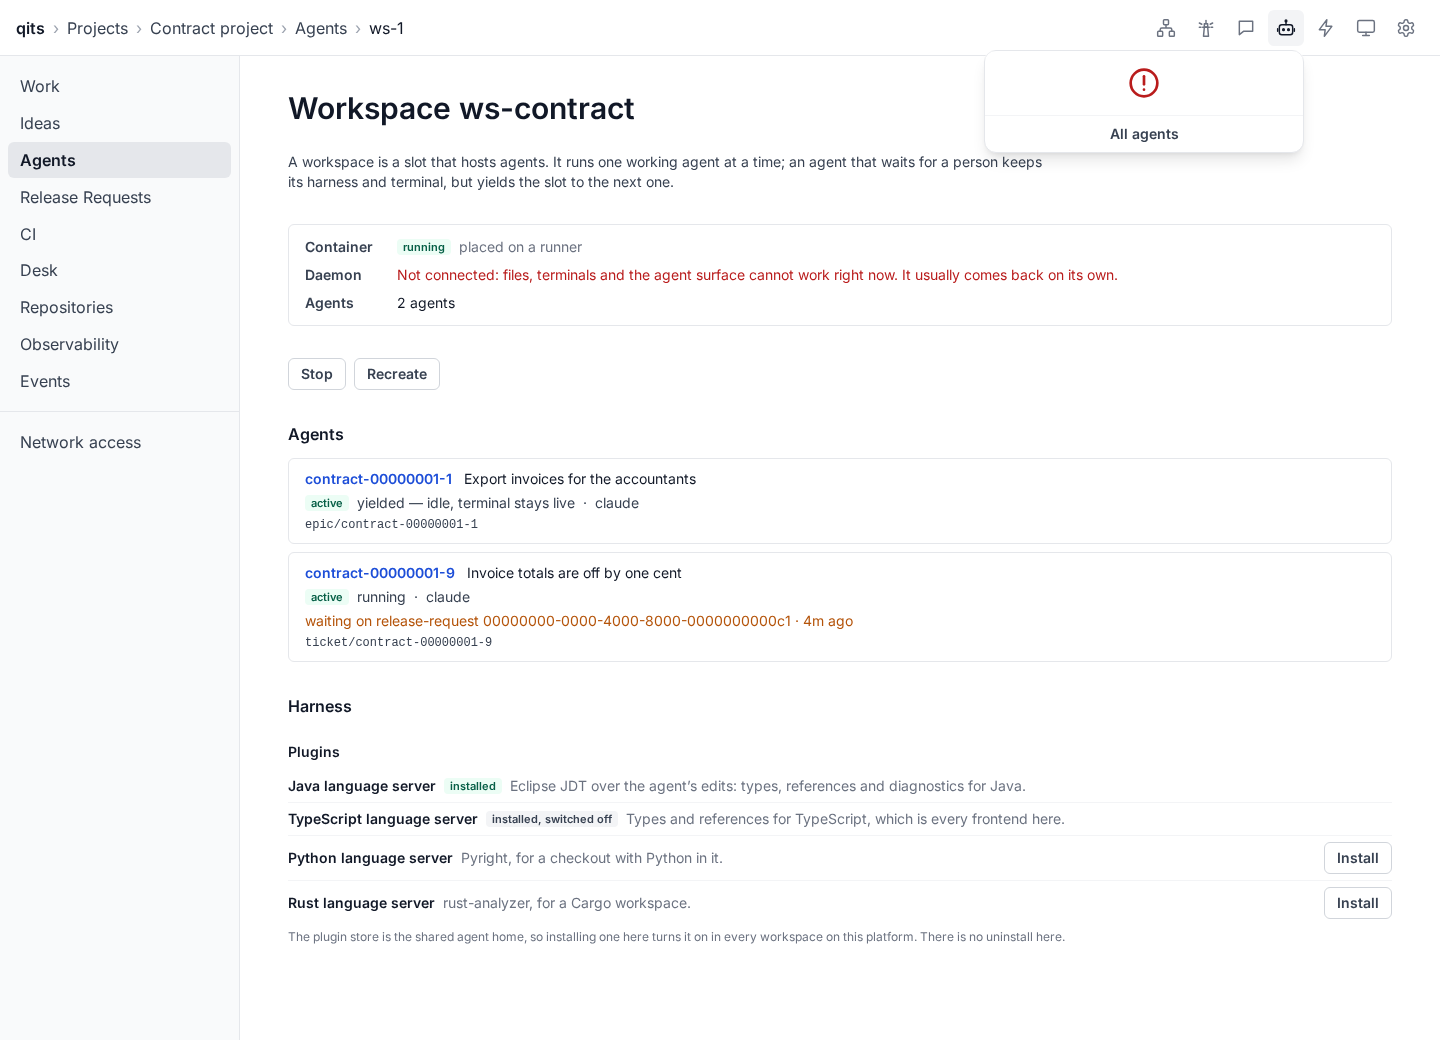 qits › Projects › Contract project › Agents › ws-1
All agents
Work
Ideas
Agents
Release Requests
CI
Desk
Repositories
Observability
Events
Network access
Workspace ws-contract
A workspace is a slot that hosts agents. It runs one working agent at a time; an agent that waits for a person keeps
its harness and terminal, but yields the slot to the next one.
Container running placed on a runner
Daemon Not connected: files, terminals and the agent surface cannot work right now. It usually comes back on its own.
Agents 2 agents
Stop Recreate
Agents
contract-00000001-1 Export invoices for the accountants
active yielded — idle, terminal stays live · claude
epic/contract-00000001-1
contract-00000001-9 Invoice totals are off by one cent
active running · claude
waiting on release-request 00000000-0000-4000-8000-0000000000c1 · 4m ago
ticket/contract-00000001-9
Harness
Plugins
Java language server installed Eclipse JDT over the agent’s edits: types, references and diagnostics for Java.
TypeScript language server installed, switched off Types and references for TypeScript, which is every frontend here.
Python language server Pyright, for a checkout with Python in it. Install
Rust language server rust-analyzer, for a Cargo workspace. Install
The plugin store is the shared agent home, so installing one here turns it on in every workspace on this platform. There is no uninstall here.